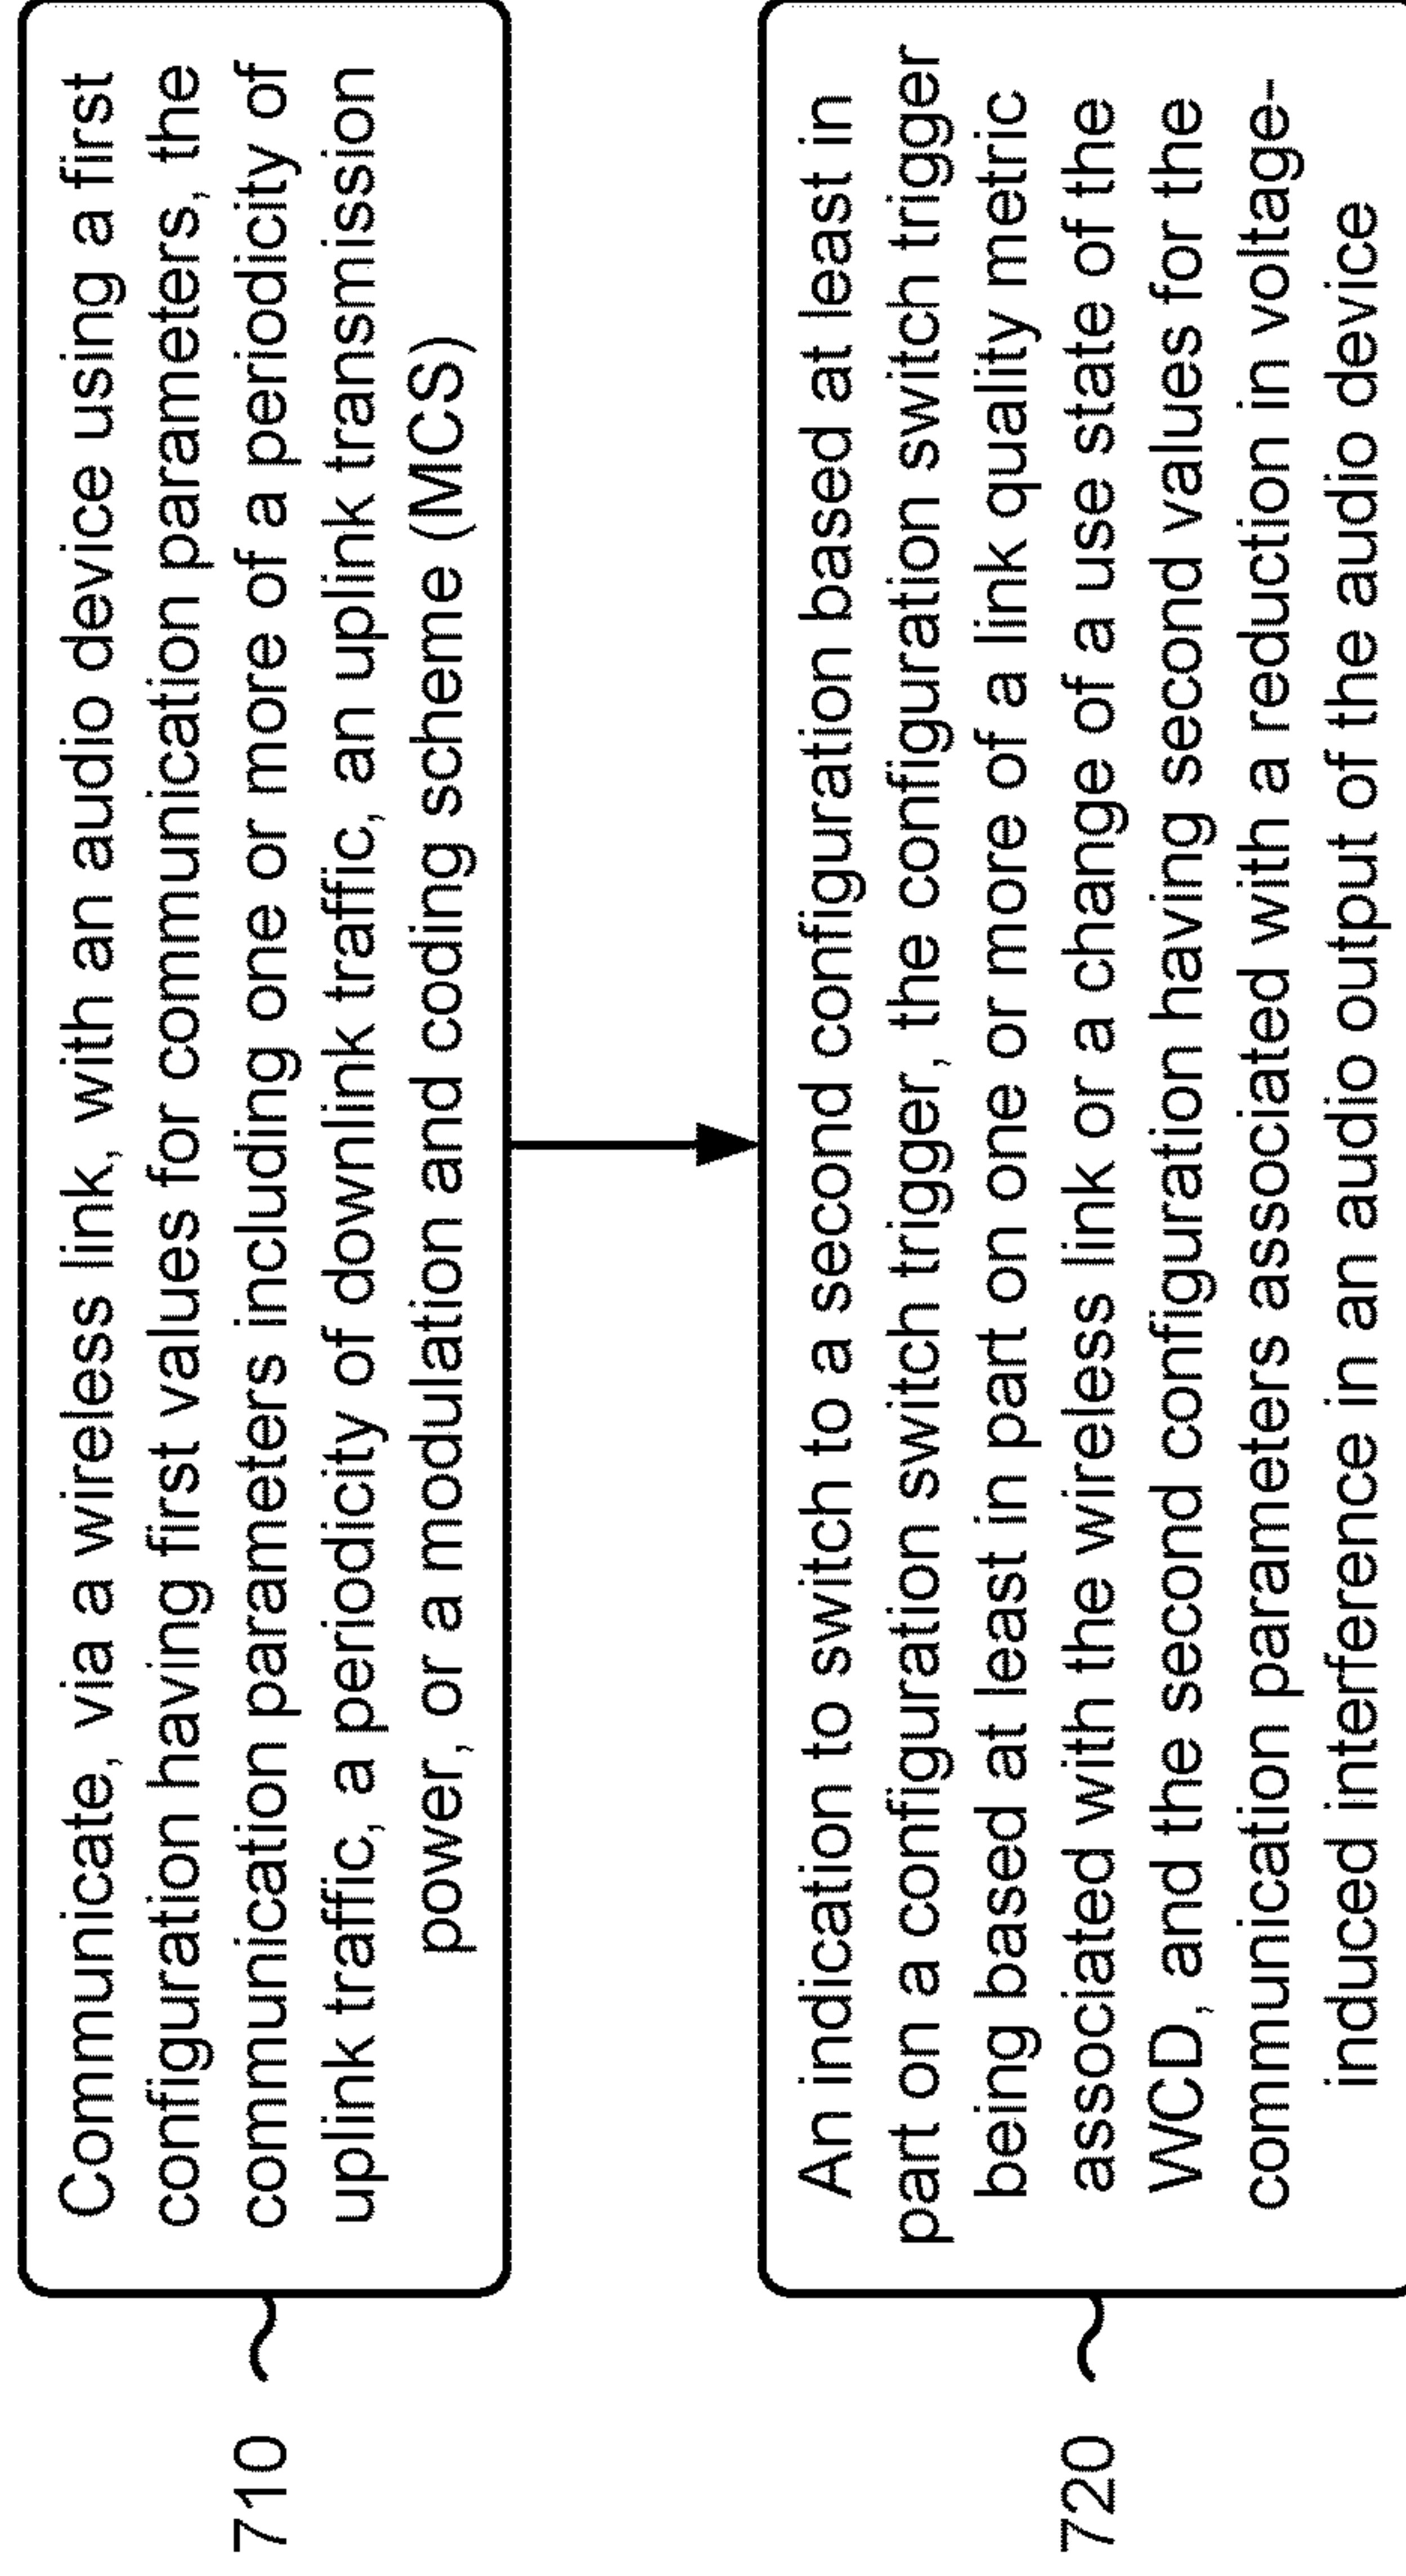 710
Communicate, via a wireless link, with an audio device using a first
configuration having first values for communication parameters, the
communication parameters including one or more of a periodicity of
uplink traffic, a periodicity of downlink traffic, an uplink transmission
power, or a modulation and coding scheme (MCS)
720
An indication to switch to a second configuration based at least in
part on a configuration switch trigger, the configuration switch trigger
being based at least in part on one or more of a link quality metric
associated with the wireless link or a change of a use state of the
WCD, and the second configuration having second values for the
communication parameters associated with a reduction in voltage-
induced interference in an audio output of the audio device